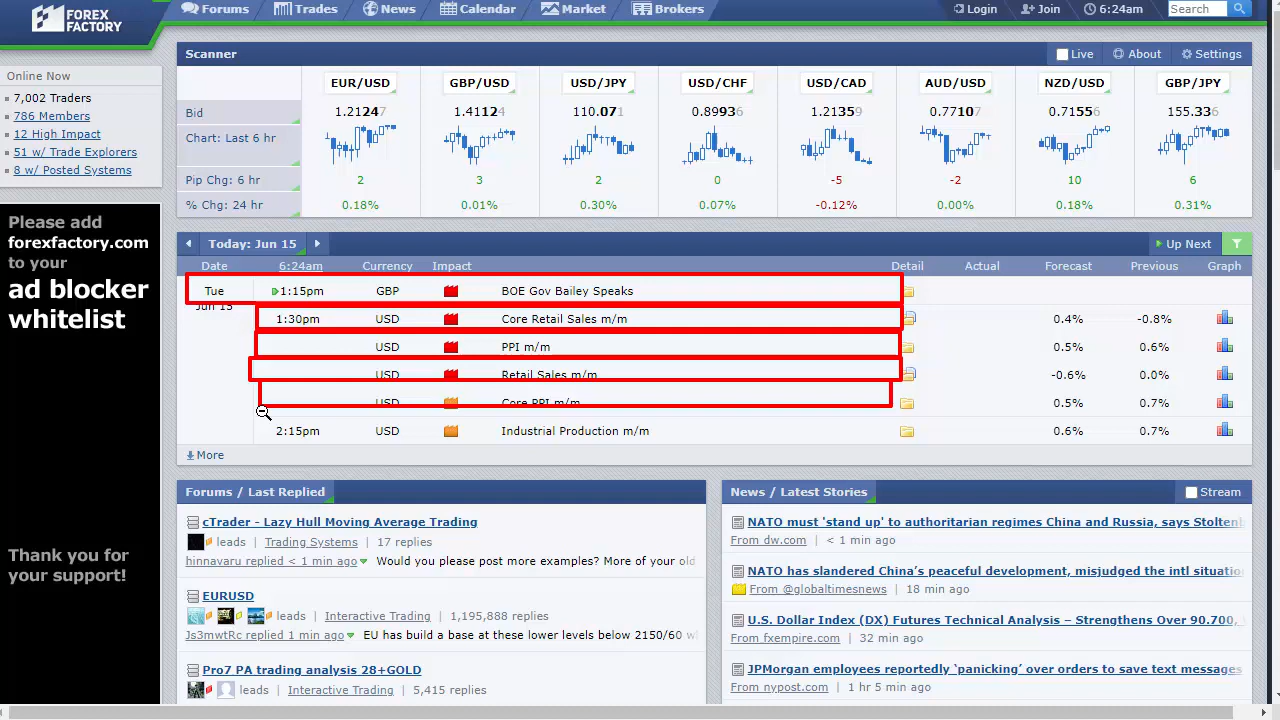 FOREX
FACTORY
Forums
Trades
News
Calendar
Market
Brokers
Login
Join
6:24am
Search
Online Now
7,002 Traders
786 Members
12 High Impact
51 w/ Trade Explorers
8 w/ Posted Systems
Please add
forexfactory.com
to your
ad blocker
whitelist
Thank you for
your support!
Scanner
Live
About
Settings
EUR/USD GBP/USD USD/JPY USD/CHF USD/CAD AUD/USD NZD/USD GBP/JPY
Bid 1.21247 1.41124 110.071 0.89936 1.21359 0.77107 0.71556 155.336
Chart: Last 6 hr
Pip Chg: 6 hr 2 3 2 0 -5 -2 10 6
% Chg: 24 hr 0.18% 0.01% 0.30% 0.07% -0.12% 0.00% 0.18% 0.31%
Today: Jun 15
Up Next
Date 6:24am Currency Impact Detail Actual Forecast Previous Graph
Tue 1:15pm GBP BOE Gov Bailey Speaks
Jun 15
1:30pm USD Core Retail Sales m/m 0.4% -0.8%
USD PPI m/m 0.5% 0.6%
USD Retail Sales m/m -0.6% 0.0%
USD Core PPI m/m 0.5% 0.7%
2:15pm USD Industrial Production m/m 0.6% 0.7%
More
Forums / Last Replied
cTrader - Lazy Hull Moving Average Trading
leads | Trading Systems | 17 replies
hinnavaru replied < 1 min ago Would you please post more examples? More of your old
EURUSD
leads | Interactive Trading | 1,195,888 replies
Js3mwtRc replied 1 min ago EU has build a base at these lower levels below 2150/60 w
Pro7 PA trading analysis 28+GOLD
leads | Interactive Trading | 5,415 replies
News / Latest Stories
Stream
NATO must 'stand up' to authoritarian regimes China and Russia, says Stoltenb
From dw.com | < 1 min ago
NATO has slandered China’s peaceful development, misjudged the intl situatio
From @globaltimesnews | 18 min ago
U.S. Dollar Index (DX) Futures Technical Analysis – Strengthens Over 90.700,
From fxempire.com | 32 min ago
JPMorgan employees reportedly ‘panicking’ over orders to save text messages
From nypost.com | 1 hr 5 min ago